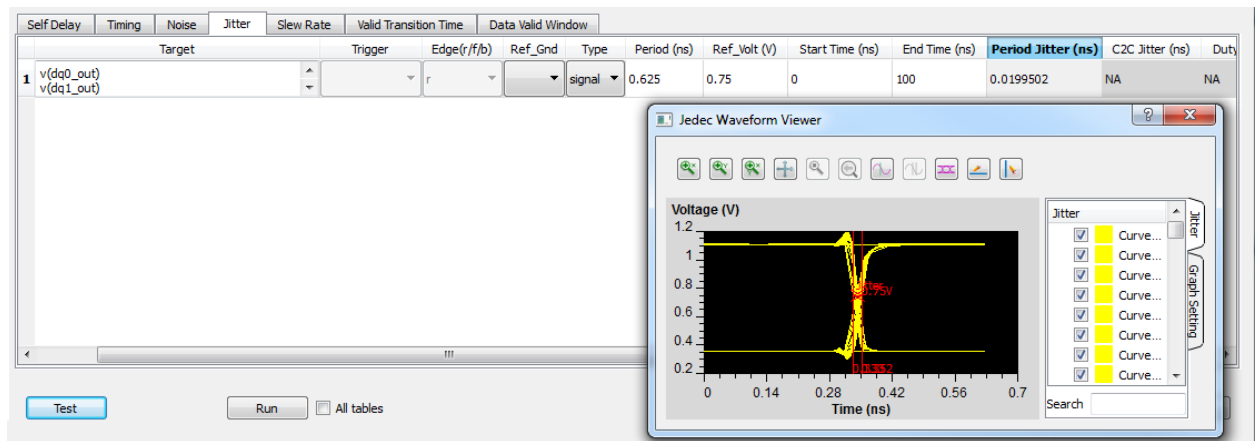 Self Delay Timing Noise Jitter Slew Rate Valid Transition Time Data Valid Window
Target Trigger Edge(r/f/b) Ref_Gnd Type Period (ns) Ref_Volt (V) Start Time (ns) End Time (ns) Period Jitter (ns) C2C Jitter (ns) Duty
1 v(dq0_out) r signal 0.625 0.75 0 100 0.0199502 NA NA
v(dq1_out)
Jedec Waveform Viewer
Voltage (V)
1.2
1
0.8
0.6
0.4
0.2
0.75V
0 0.14 0.28 0.42 0.56 0.7
Time (ns)
Jitter
Curve...
Curve...
Curve...
Curve...
Curve...
Curve...
Curve...
Curve...
Search
Jitter
Graph Setting
Test Run All tables